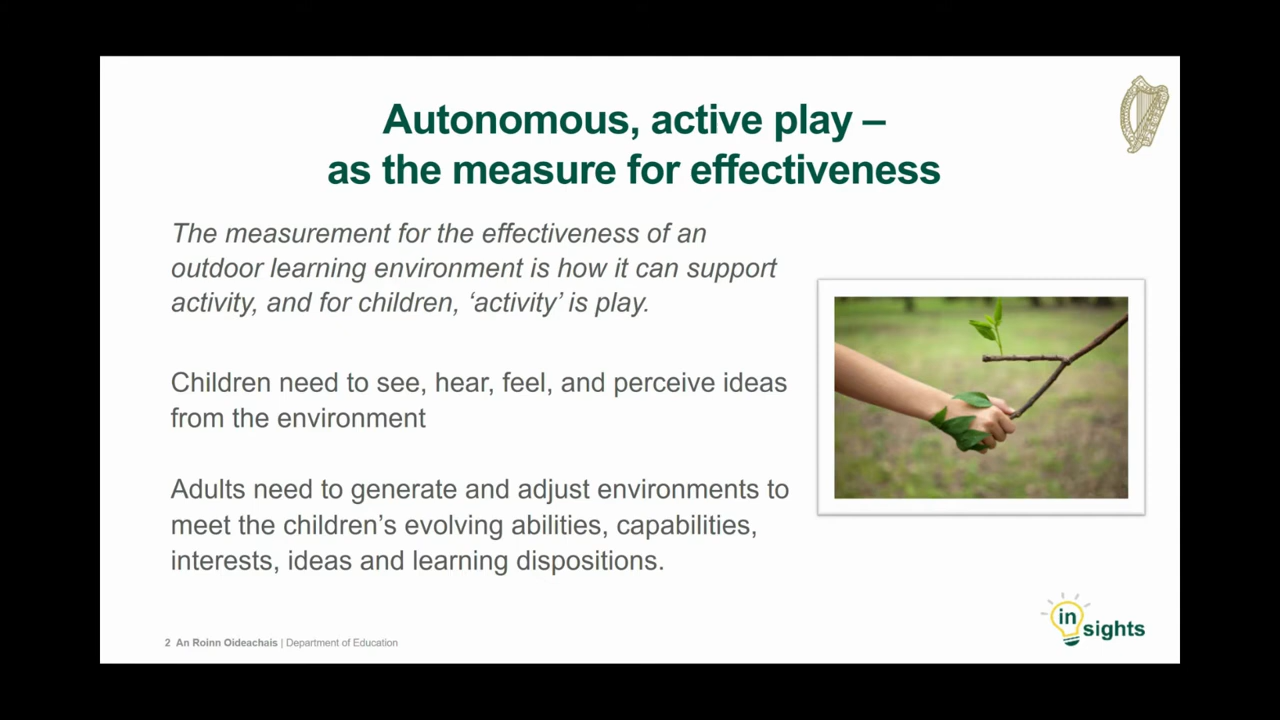 Autonomous, active play –
as the measure for effectiveness
The measurement for the effectiveness of an
outdoor learning environment is how it can support
activity, and for children, ‘activity’ is play.
Children need to see, hear, feel, and perceive ideas
from the environment
Adults need to generate and adjust environments to
meet the children’s evolving abilities, capabilities,
interests, ideas and learning dispositions.
2 An Roinn Oideachais | Department of Education
in
sights